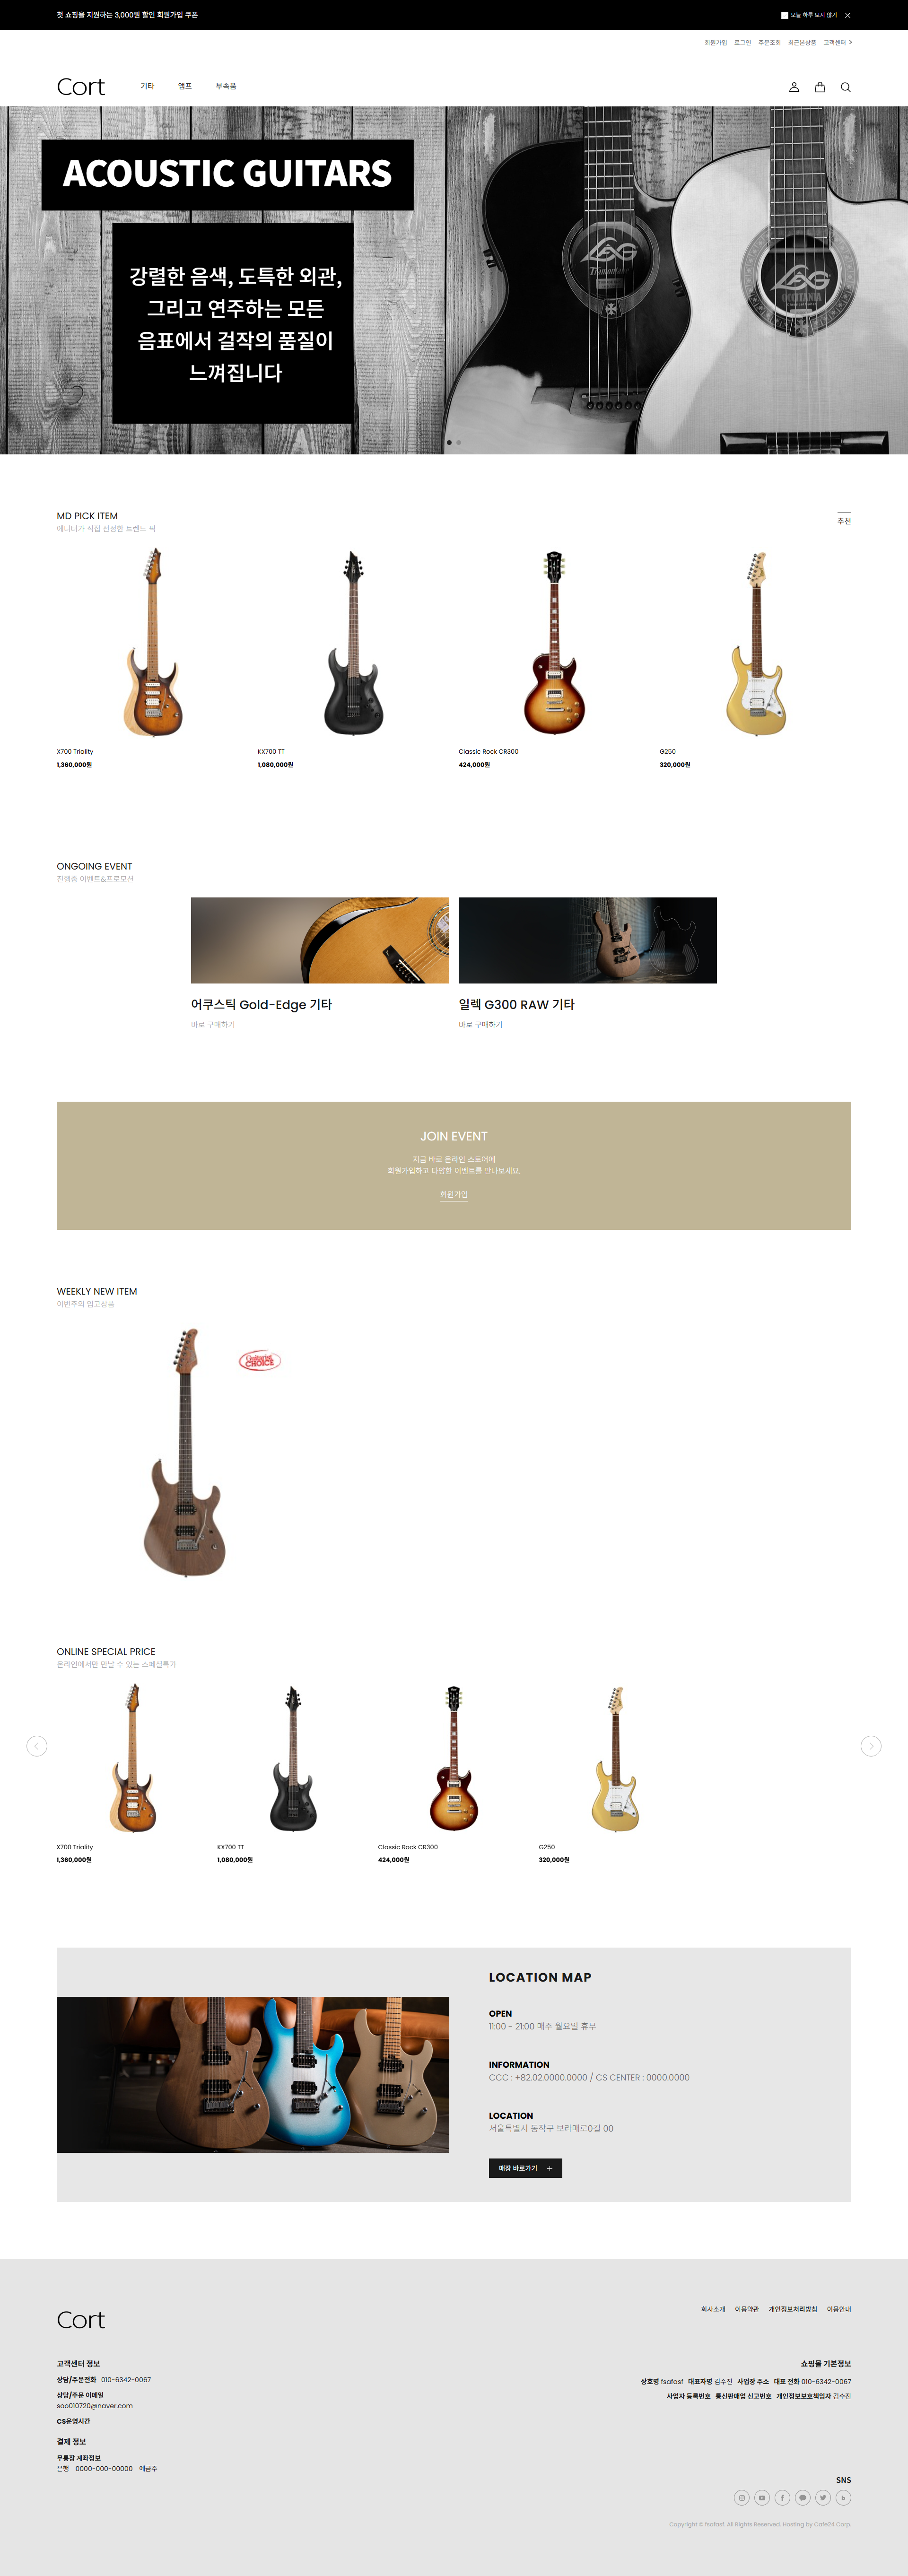 첫 쇼핑을 지원하는 3,000원 할인 회원가입 쿠폰
오늘 하루 보지 않기
회원가입 로그인 주문조회 최근본상품 고객센터
Cort
기타 앰프 부속품
ACOUSTIC GUITARS
강렬한 음색, 도톡한 외관,
그리고 연주하는 모든
음표에서 걸작의 품질이
느껴집니다
LAG
Tramontane
LAG
MD PICK ITEM
에디터가 직접 선정한 트렌드 픽
추천
X700 Triality
1,360,000원
KX700 TT
1,080,000원
Classic Rock CR300
424,000원
G250
320,000원
ONGOING EVENT
진행중 이벤트&프로모션
어쿠스틱 Gold-Edge 기타
바로 구매하기
일렉 G300 RAW 기타
바로 구매하기
JOIN EVENT
지금 바로 온라인 스토어에
회원가입하고 다양한 이벤트를 만나보세요.
회원가입
WEEKLY NEW ITEM
이번주의 입고상품
Guitarist
CHOICE
ONLINE SPECIAL PRICE
온라인에서만 만날 수 있는 스페셜특가
X700 Triality
1,360,000원
KX700 TT
1,080,000원
Classic Rock CR300
424,000원
G250
320,000원
LOCATION MAP
OPEN
11:00 - 21:00 매주 월요일 휴무
INFORMATION
CCC : +82.02.0000.0000 / CS CENTER : 0000.0000
LOCATION
서울특별시 동작구 보라매로0길 00
매장 바로가기 +
Cort
회사소개 이용약관 개인정보처리방침 이용안내
고객센터 정보
상담/주문전화 010-6342-0067
상담/주문 이메일
soo010720@naver.com
CS운영시간
결제 정보
무통장 계좌정보
은행 0000-000-00000 예금주
쇼핑몰 기본정보
상호명 fsafasf 대표자명 김수진 사업장 주소 대표 전화 010-6342-0067
사업자 등록번호 통신판매업 신고번호 개인정보보호책임자 김수진
SNS
Copyright © fsafasf. All Rights Reserved. Hosting by Cafe24 Corp.